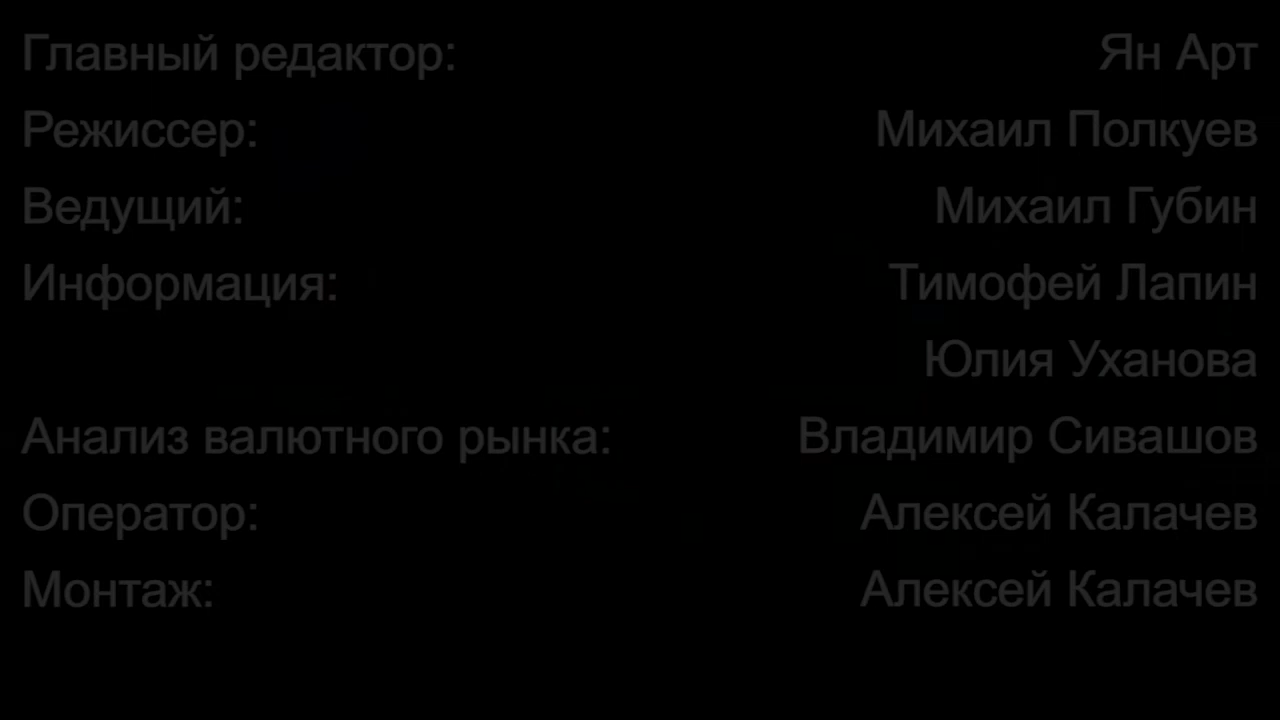 Главный редактор: Ян Арт
Режиссер: Михаил Полкуев
Ведущий: Михаил Губин
Информация: Тимофей Лапин
Юлия Уханова
Анализ валютного рынка: Владимир Сивашов
Оператор: Алексей Калачев
Монтаж: Алексей Калачев